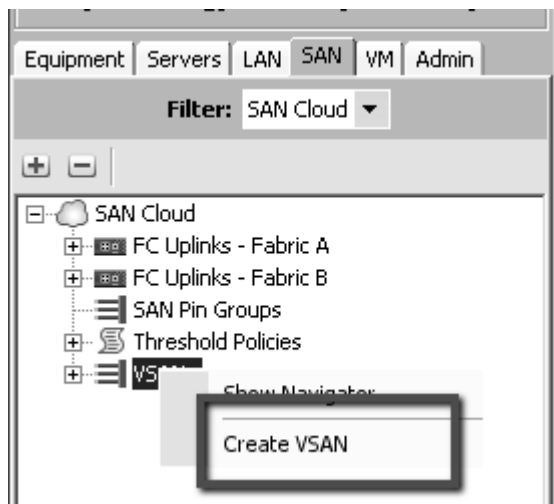 Equipment Servers LAN SAN VM Admin
Filter: SAN Cloud
SAN Cloud
FC Uplinks - Fabric A
FC Uplinks - Fabric B
SAN Pin Groups
Threshold Policies
Show Navigator
Create VSAN